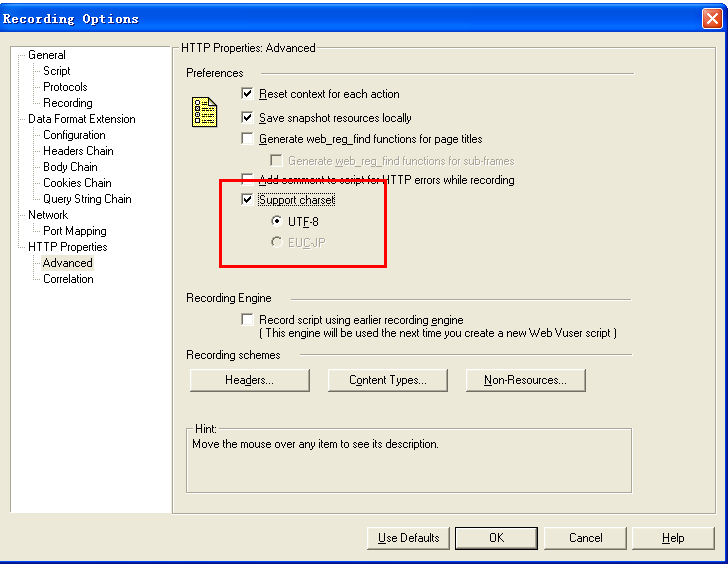 Recording Options
General
Script
Protocols
Recording
Data Format Extension
Configuration
Headers Chain
Body Chain
Cookies Chain
Query String Chain
Network
Port Mapping
HTTP Properties
Advanced
Correlation
HTTP Properties: Advanced
Preferences
Reset context for each action
Save snapshot resources locally
Generate web_reg_find functions for page titles
Generate web_reg_find functions for sub-frames
Add comment to script for HTTP errors while recording
Support charset
UTF-8
EUC-JP
Recording Engine
Record script using earlier recording engine
( This engine will be used the next time you create a new Web Vuser script )
Recording schemes
Headers... Content Types... Non-Resources...
Hint:
Move the mouse over any item to see its description.
Use Defaults OK Cancel Help